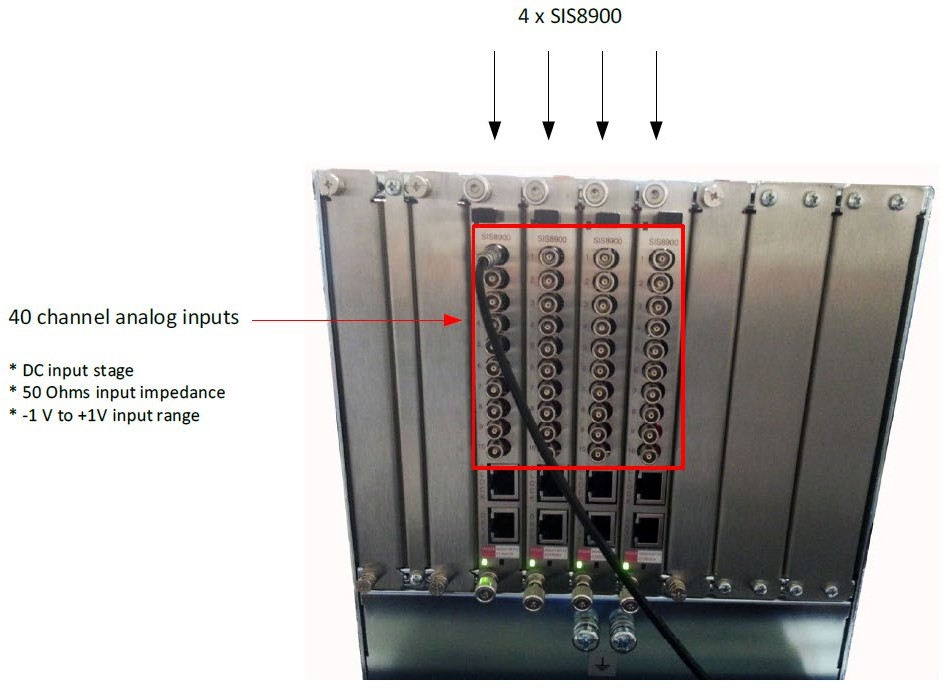 4 x SIS8900
SIS8900 SIS8900 SIS8900 SIS8900
40 channel analog inputs
* DC input stage
* 50 Ohms input impedance
* -1 V to +1V input range